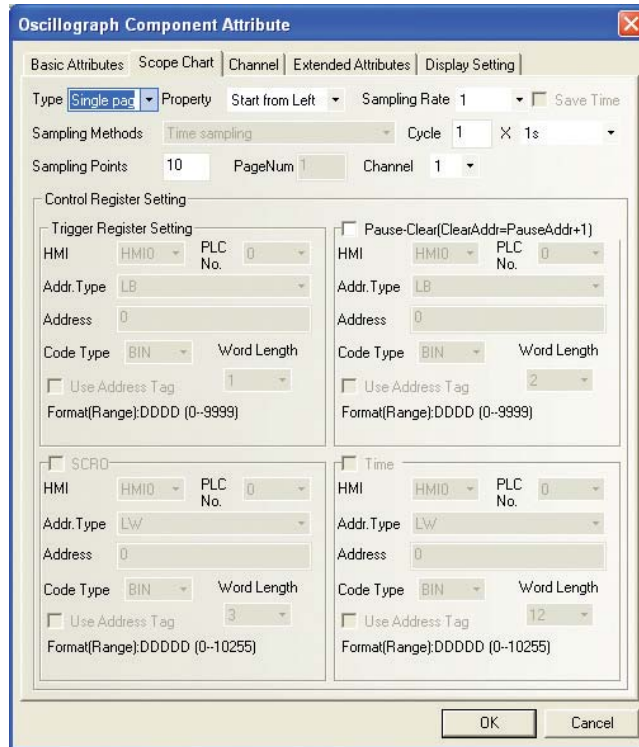 Oscillograph Component Attribute
Basic Attributes Scope Chart Channel Extended Attributes Display Setting
Type Single pag Property Start from Left Sampling Rate 1 Save Time
Sampling Methods Time sampling Cycle 1 X 1s
Sampling Points 10 PageNum 1 Channel 1
Control Register Setting
Trigger Register Setting
HMI HMI0 PLC No. 0
Addr.Type LB
Address 0
Code Type BIN Word Length
Use Address Tag 1
Format(Range):DDDD (0--9999)
Pause-Clear(ClearAddr=PauseAddr+1)
HMI HMI0 PLC No. 0
Addr.Type LB
Address 0
Code Type BIN Word Length
Use Address Tag 2
Format(Range):DDDD (0--9999)
SCRO
HMI HMI0 PLC No. 0
Addr.Type LW
Address 0
Code Type BIN Word Length
Use Address Tag 3
Format(Range):DDDDD (0--10255)
Time
HMI HMI0 PLC No. 0
Addr.Type LW
Address 0
Code Type BIN Word Length
Use Address Tag 12
Format(Range):DDDDD (0--10255)
OK Cancel